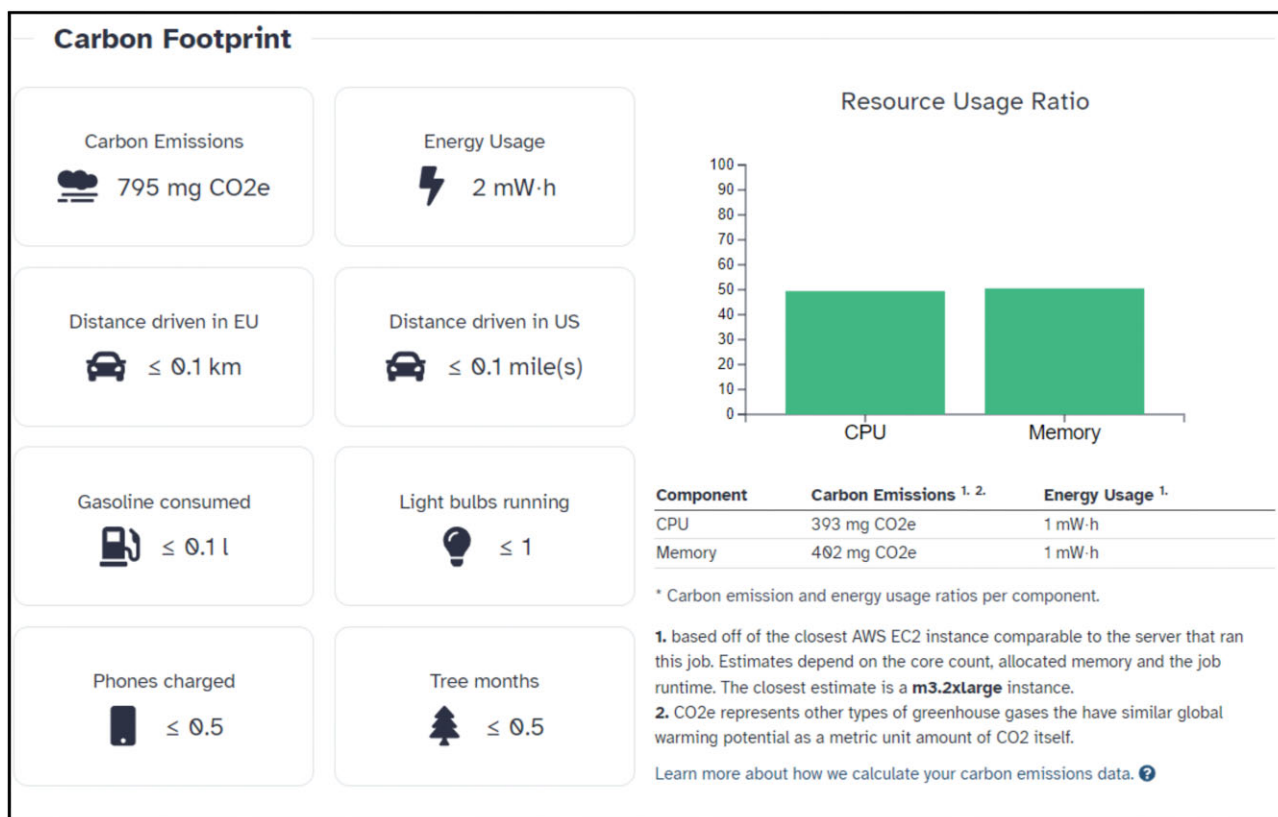 Carbon Footprint
Carbon Emissions
795 mg CO2e
Energy Usage
2 mW·h
Distance driven in EU
≤ 0.1 km
Distance driven in US
≤ 0.1 mile(s)
Gasoline consumed
≤ 0.1 l
Light bulbs running
≤ 1
Phones charged
≤ 0.5
Tree months
≤ 0.5
Resource Usage Ratio
100
90
80
70
60
50
40
30
20
10
0
CPU Memory
Component Carbon Emissions 1. 2. Energy Usage 1.
CPU 393 mg CO2e 1 mW·h
Memory 402 mg CO2e 1 mW·h
* Carbon emission and energy usage ratios per component.
1. based off of the closest AWS EC2 instance comparable to the server that ran
this job. Estimates depend on the core count, allocated memory and the job
runtime. The closest estimate is a m3.2xlarge instance.
2. CO2e represents other types of greenhouse gases the have similar global
warming potential as a metric unit amount of CO2 itself.
Learn more about how we calculate your carbon emissions data. ?